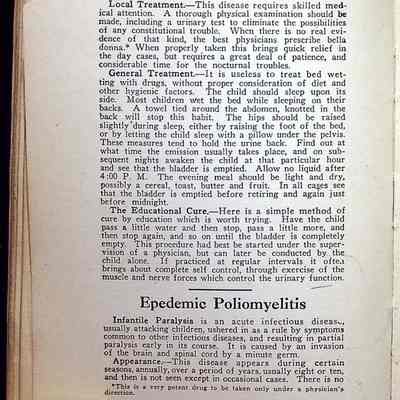 Local Treatment.—This disease requires skilled med-
ical attention. A thorough physical examination should be
made, including a urinary test to eliminate the possibilities
of any constitutional trouble. When there is no real evi-
dence of that kind, the best physicians prescribe bella
donna.* When properly taken this brings quick relief in
the day cases, but requires a great deal of patience, and
considerable time for the nocturnal troubles.
General Treatment.—It is useless to treat bed wet-
ting with drugs, without proper consideration of diet and
other hygienic factors. The child should sleep upon its
side. Most children wet the bed while sleeping on their
backs. A towel tied around the abdomen, knotted in the
back will stop this habit. The hips should be raised
slightly during sleep, either by raising the foot of the bed,
or by letting the child sleep with a pillow under the pelvis.
These measures tend to hold the urine back. Find out at
what time the emission usually takes place, and on sub-
sequent nights awaken the child at that particular hour
and see that the bladder is emptied. Allow no liquid after
4:00 P. M. The evening meal should be light and dry,
possibly a cereal, toast, butter and fruit. In all cases see
that the bladder is emptied before retiring and again just
before midnight.
The Educational Cure.—Here is a simple method of
cure by education which is worth trying. Have the child
pass a little water and then stop, pass a little more, and
then stop again, and so on until the bladder is completely
empty. This procedure had best be started under the super-
vision of a physician, but can later be conducted by the
child alone. If practiced at regular intervals it often
brings about complete self control, through exercise of the
muscle and nerve forces which control the urinary function.
Epedemic Poliomyelitis
Infantile Paralysis is an acute infectious disease,
usually attacking children, ushered in as a rule by symptoms
common to other infectious diseases, and resulting in partial
paralysis early in its course. It is caused by an invasion
of the brain and spinal cord by a minute germ.
Appearance.—This disease appears during certain
seasons, annually, over a period of years, usually eight or ten,
and then is not seen except in occasional cases. There is no
*This is a very potent drug to be taken only under a physician's
direction.